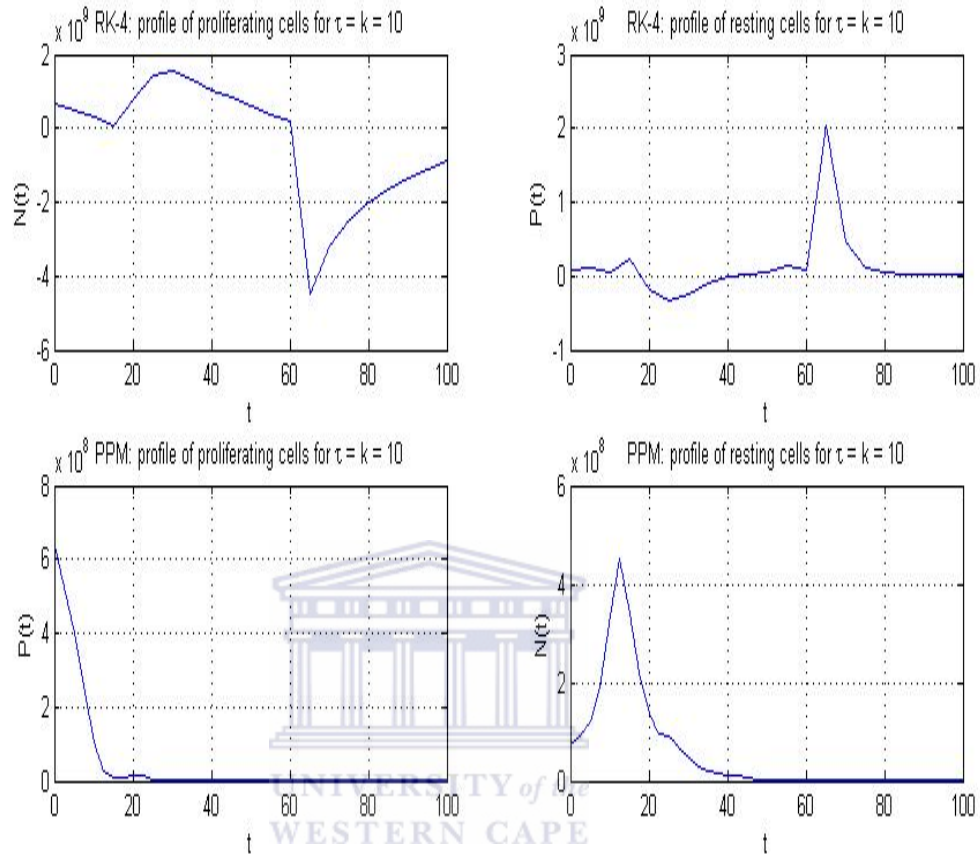 x 10^9 RK-4: profile of proliferating cells for τ = k = 10
2
0
-2
-4
-6
N(t)
0 20 40 60 80 100
t
x 10^9 RK-4: profile of resting cells for τ = k = 10
3
2
1
0
-1
P(t)
0 20 40 60 80 100
t
x 10^8 PPM: profile of proliferating cells for τ = k = 10
8
6
4
2
0
P(t)
0 20 40 60 80 100
t
x 10^8 PPM: profile of resting cells for τ = k = 10
6
4
2
0
N(t)
0 20 40 60 80 100
t
UNIVERSITY of the
WESTERN CAPE